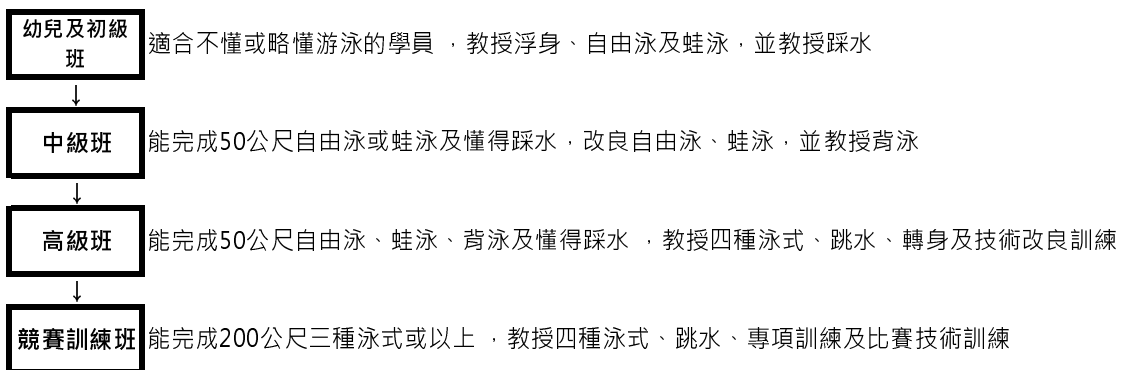 幼兒及初級班 適合不懂或略懂游泳的學員 ，教授浮身、自由泳及蛙泳，並教授踩水
↓
中級班 能完成50公尺自由泳或蛙泳及懂得踩水，改良自由泳、蛙泳，並教授背泳
↓
高級班 能完成50公尺自由泳、蛙泳、背泳及懂得踩水 ，教授四種泳式、跳水、轉身及技術改良訓練
↓
競賽訓練班 能完成200公尺三種泳式或以上 ，教授四種泳式、跳水、專項訓練及比賽技術訓練